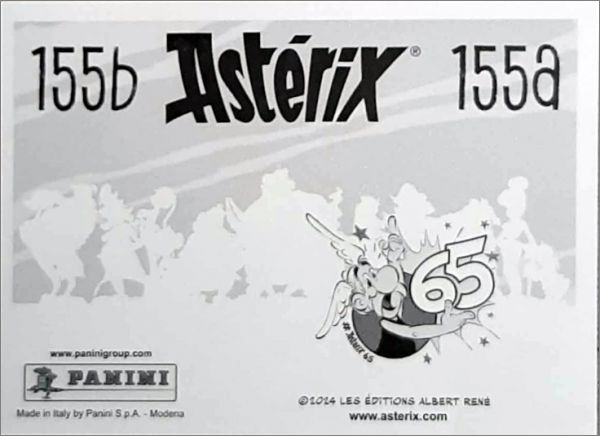 155b Astérix® 155a
65
# Astérix 65
www.paninigroup.com
PANINI
Made in Italy by Panini S.p.A. - Modena
©2024 LES ÉDITIONS ALBERT RENÉ
www.asterix.com